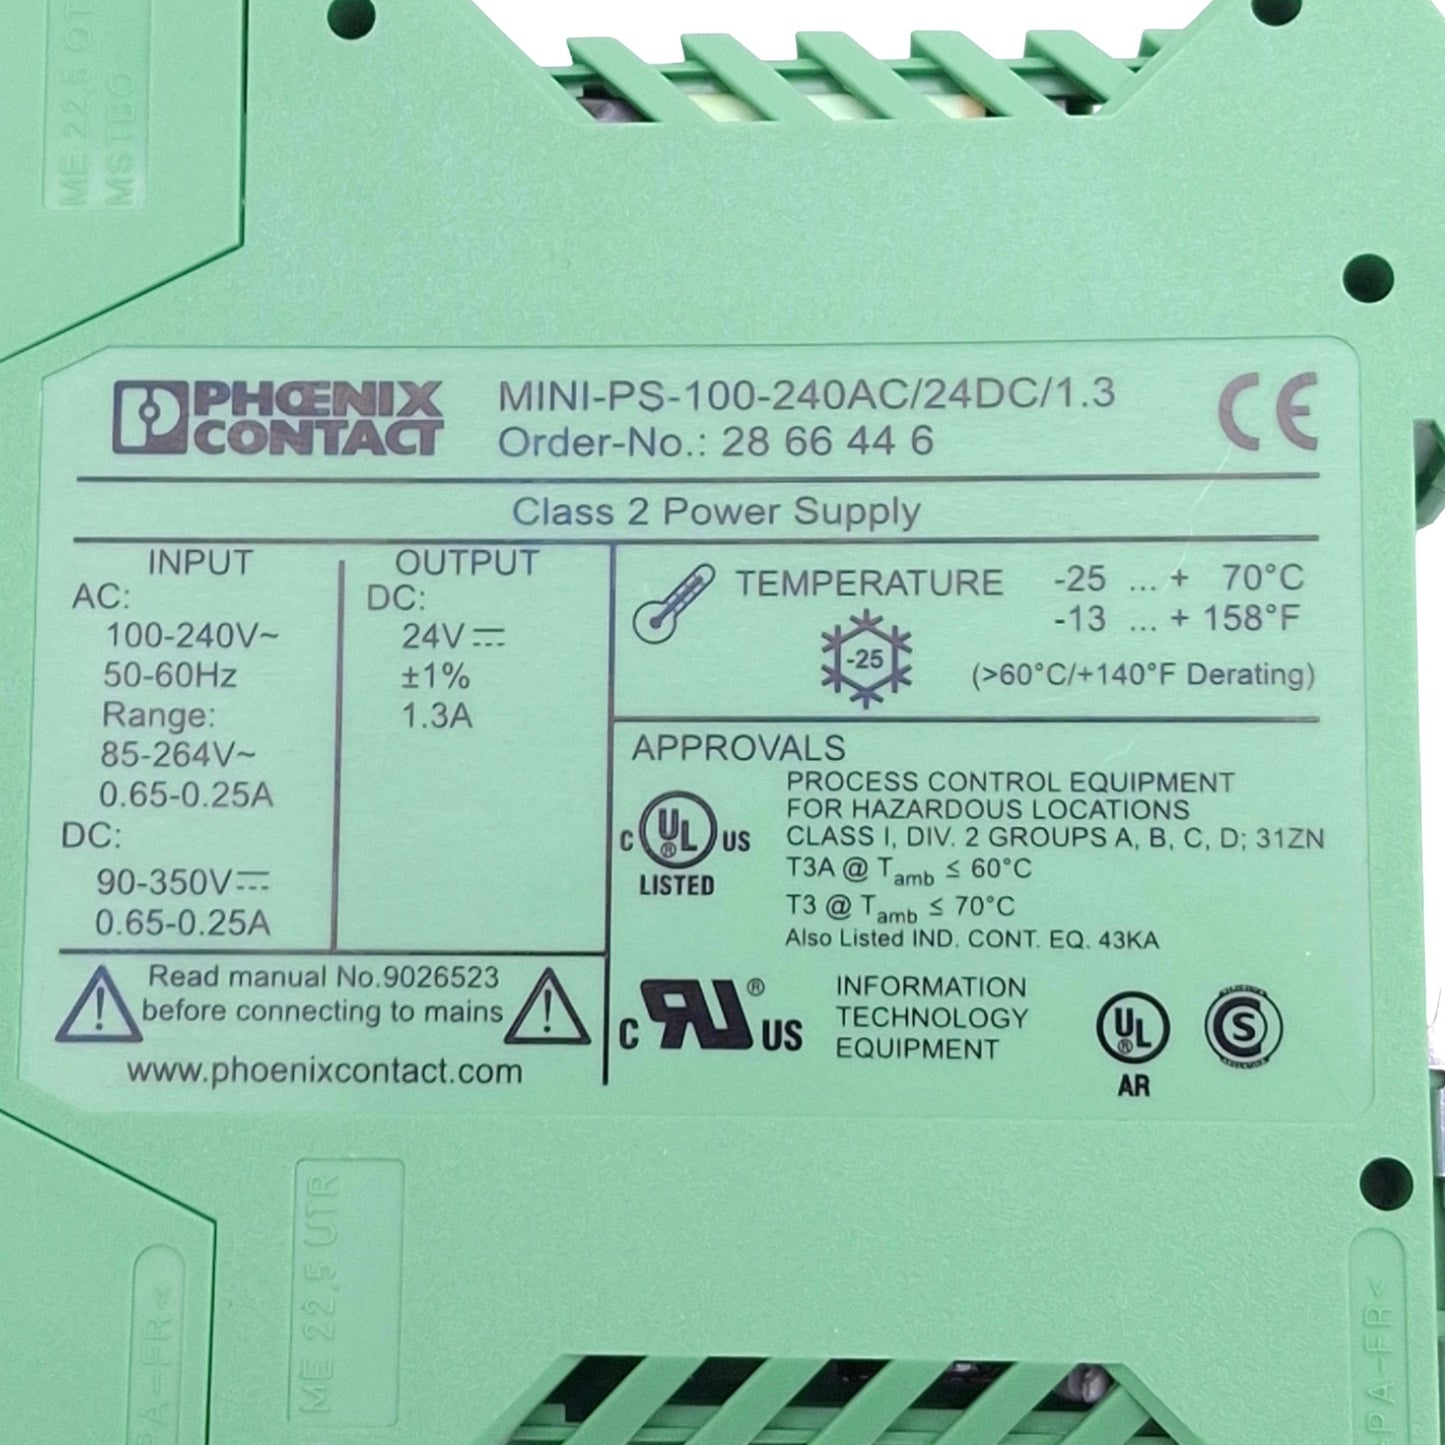 ME 22.5 OT
MSTBO
PHŒNIX
CONTACT
MINI-PS-100-240AC/24DC/1.3
Order-No.: 28 66 44 6
CE
Class 2 Power Supply
INPUT
AC:
100-240V~
50-60Hz
Range:
85-264V~
0.65-0.25A
DC:
90-350V⎓
0.65-0.25A
OUTPUT
DC:
24V⎓
±1%
1.3A
TEMPERATURE -25 ... + 70°C
-13 ... + 158°F
-25
(>60°C/+140°F Derating)
APPROVALS
PROCESS CONTROL EQUIPMENT
FOR HAZARDOUS LOCATIONS
CLASS I, DIV. 2 GROUPS A, B, C, D; 31ZN
T3A @ Tamb ≤ 60°C
T3 @ Tamb ≤ 70°C
Also Listed IND. CONT. EQ. 43KA
C UL ® US
LISTED
Read manual No.9026523
before connecting to mains
www.phoenixcontact.com
C RU ® US
INFORMATION
TECHNOLOGY
EQUIPMENT
UL ®
AR
S
ME 22,5 UTR
PA-FR<
PA-FR<